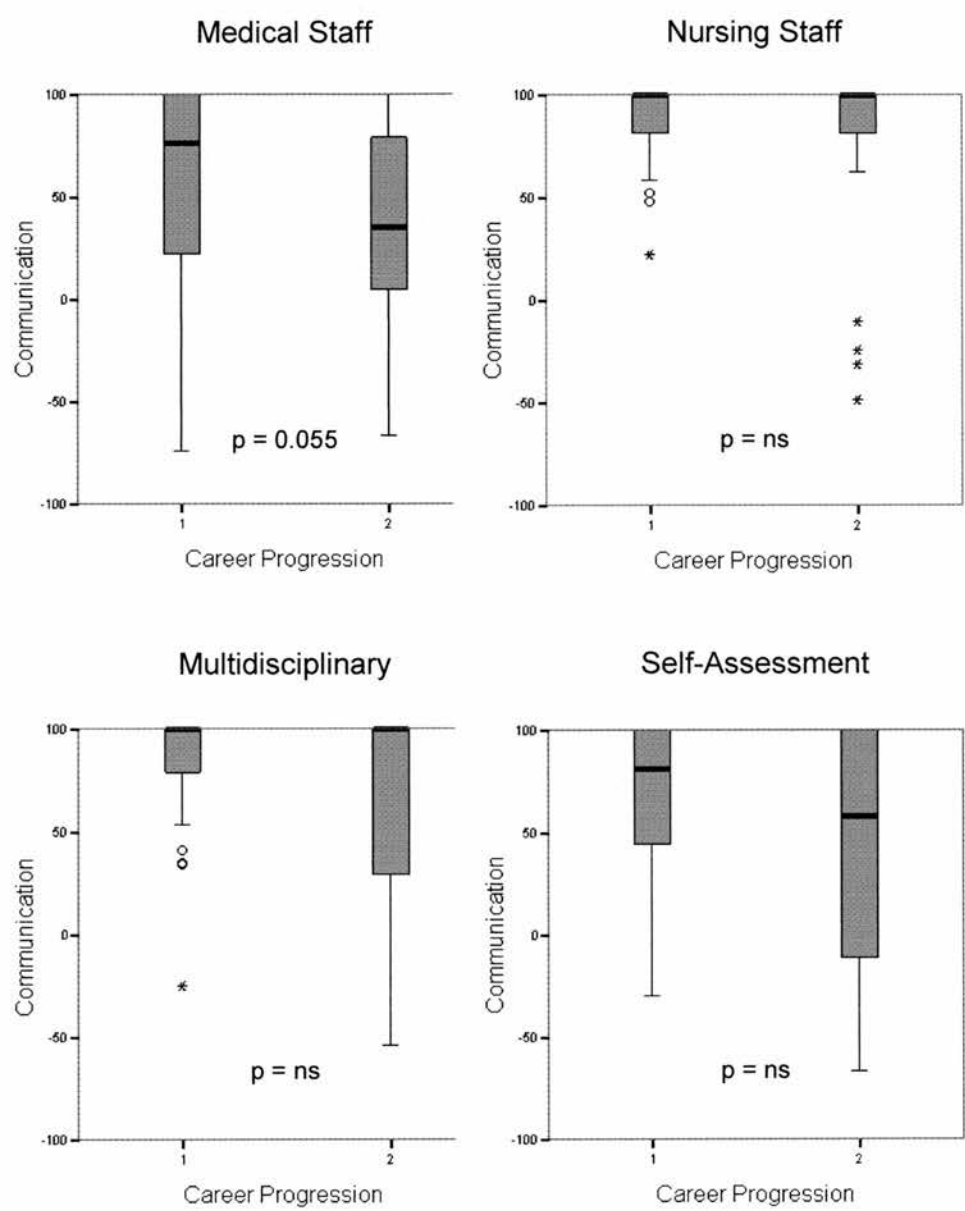 Medical Staff
Nursing Staff
100
50
0
-50
-100
Communication
p = 0.055
1
2
Career Progression
100
50
0
-50
-100
Communication
p = ns
1
2
Career Progression
Multidisciplinary
Self-Assessment
100
50
0
-50
-100
Communication
p = ns
1
2
Career Progression
100
50
0
-50
-100
Communication
p = ns
1
2
Career Progression